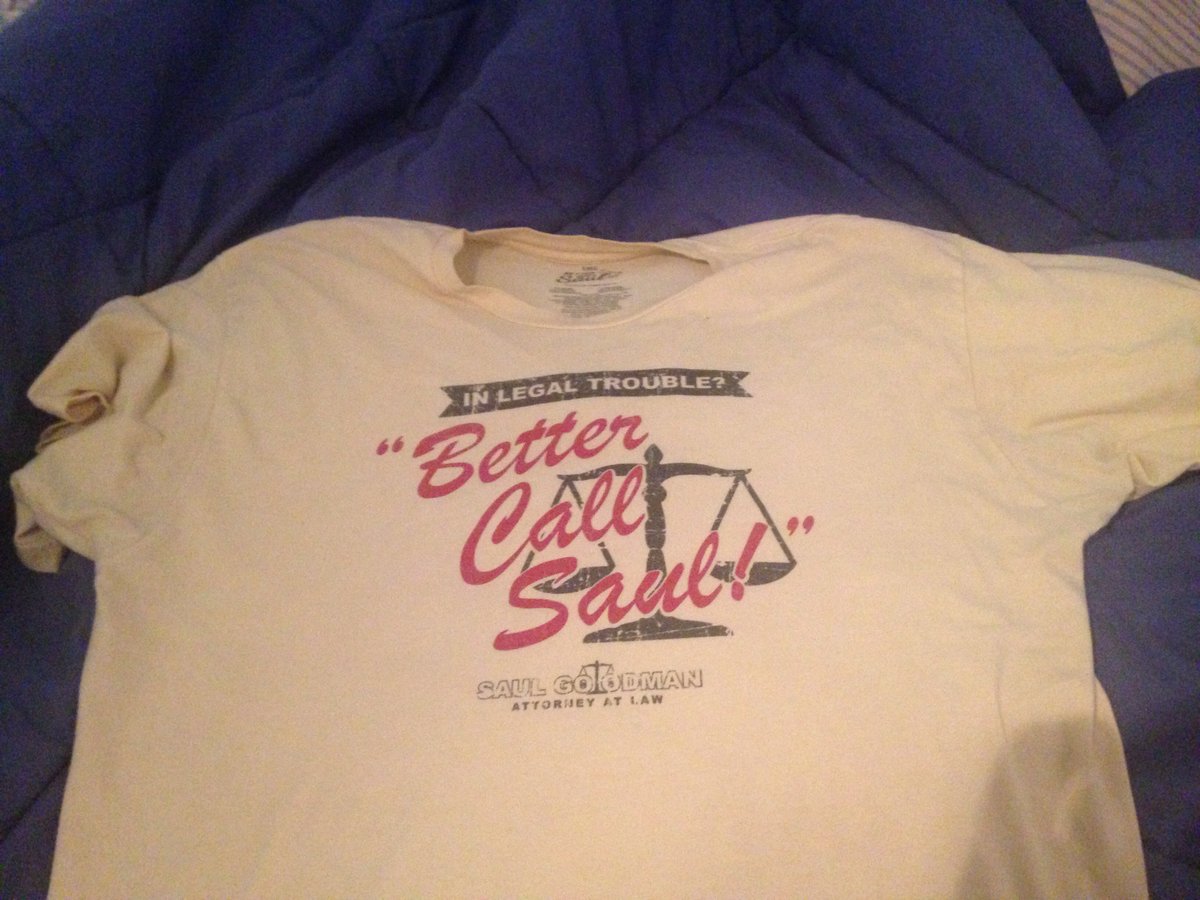 IN LEGAL TROUBLE?
“Better
Call
Saul!”
SAUL GOODMAN
ATTORNEY AT LAW